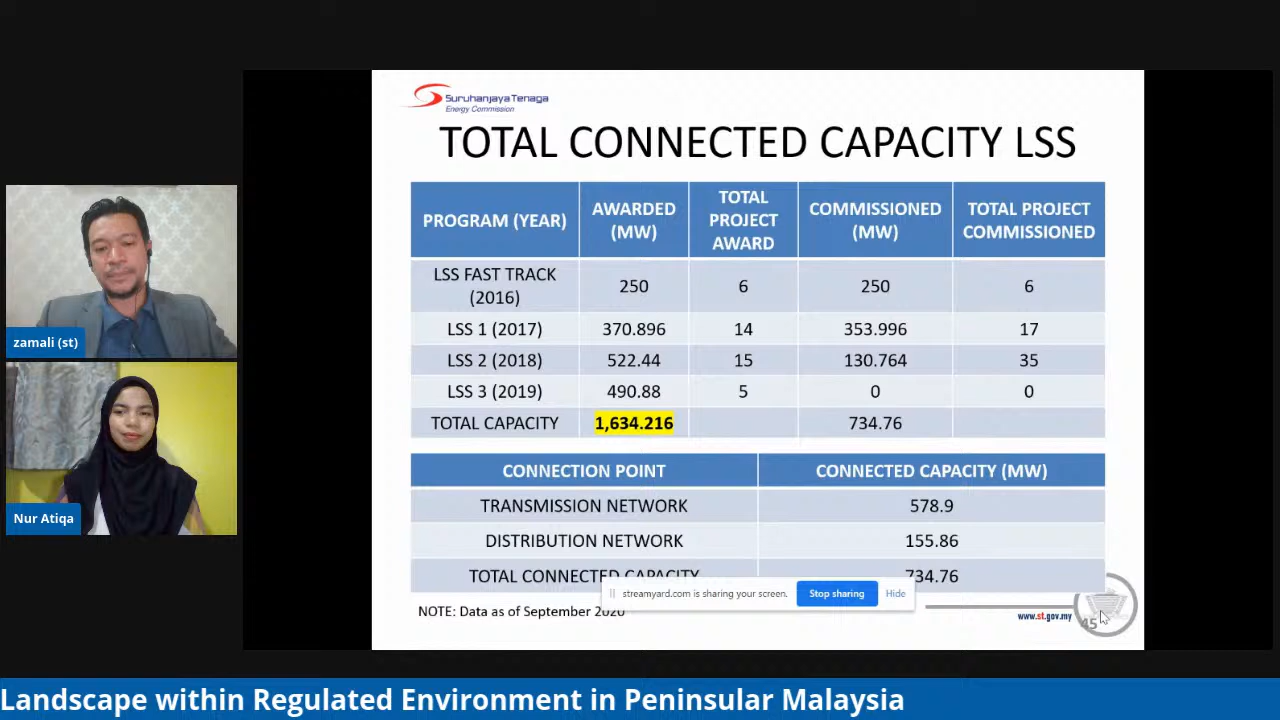 Suruhanjaya Tenaga
Energy Commission
TOTAL CONNECTED CAPACITY LSS
PROGRAM (YEAR) AWARDED (MW) TOTAL PROJECT AWARD COMMISSIONED (MW) TOTAL PROJECT COMMISSIONED
LSS FAST TRACK (2016) 250 6 250 6
LSS 1 (2017) 370.896 14 353.996 17
LSS 2 (2018) 522.44 15 130.764 35
LSS 3 (2019) 490.88 5 0 0
TOTAL CAPACITY 1,634.216 734.76
CONNECTION POINT CONNECTED CAPACITY (MW)
TRANSMISSION NETWORK 578.9
DISTRIBUTION NETWORK 155.86
TOTAL CONNECTED CAPACITY 734.76
streamyard.com is sharing your screen. Stop sharing Hide
NOTE: Data as of September 2020
www.st.gov.my 45
zamali (st)
Nur Atiqa
Landscape within Regulated Environment in Peninsular Malaysia